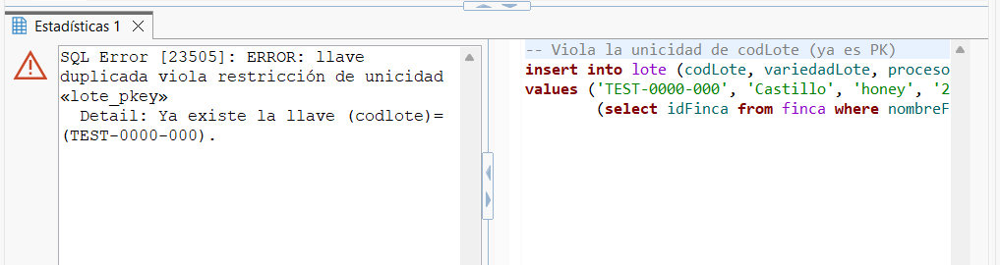 Estadísticas 1
SQL Error [23505]: ERROR: llave
duplicada viola restricción de unicidad
«lote_pkey»
Detail: Ya existe la llave (codlote)=
(TEST-0000-000).
-- Viola la unicidad de codLote (ya es PK)
insert into lote (codLote, variedadLote, proceso
values ('TEST-0000-000', 'Castillo', 'honey', '2
(select idFinca from finca where nombreF